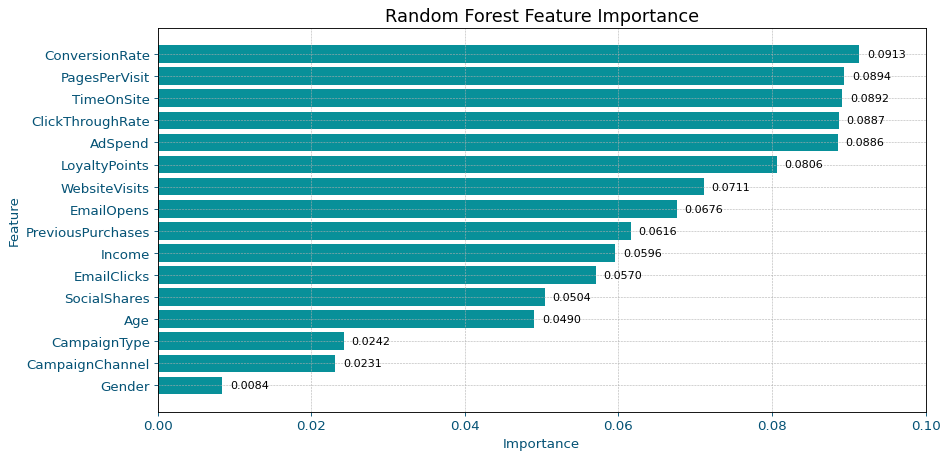 Random Forest Feature Importance
ConversionRate 0.0913
PagesPerVisit 0.0894
TimeOnSite 0.0892
ClickThroughRate 0.0887
AdSpend 0.0886
LoyaltyPoints 0.0806
WebsiteVisits 0.0711
EmailOpens 0.0676
PreviousPurchases 0.0616
Income 0.0596
EmailClicks 0.0570
SocialShares 0.0504
Age 0.0490
CampaignType 0.0242
CampaignChannel 0.0231
Gender 0.0084
Feature
0.00 0.02 0.04 0.06 0.08 0.10
Importance